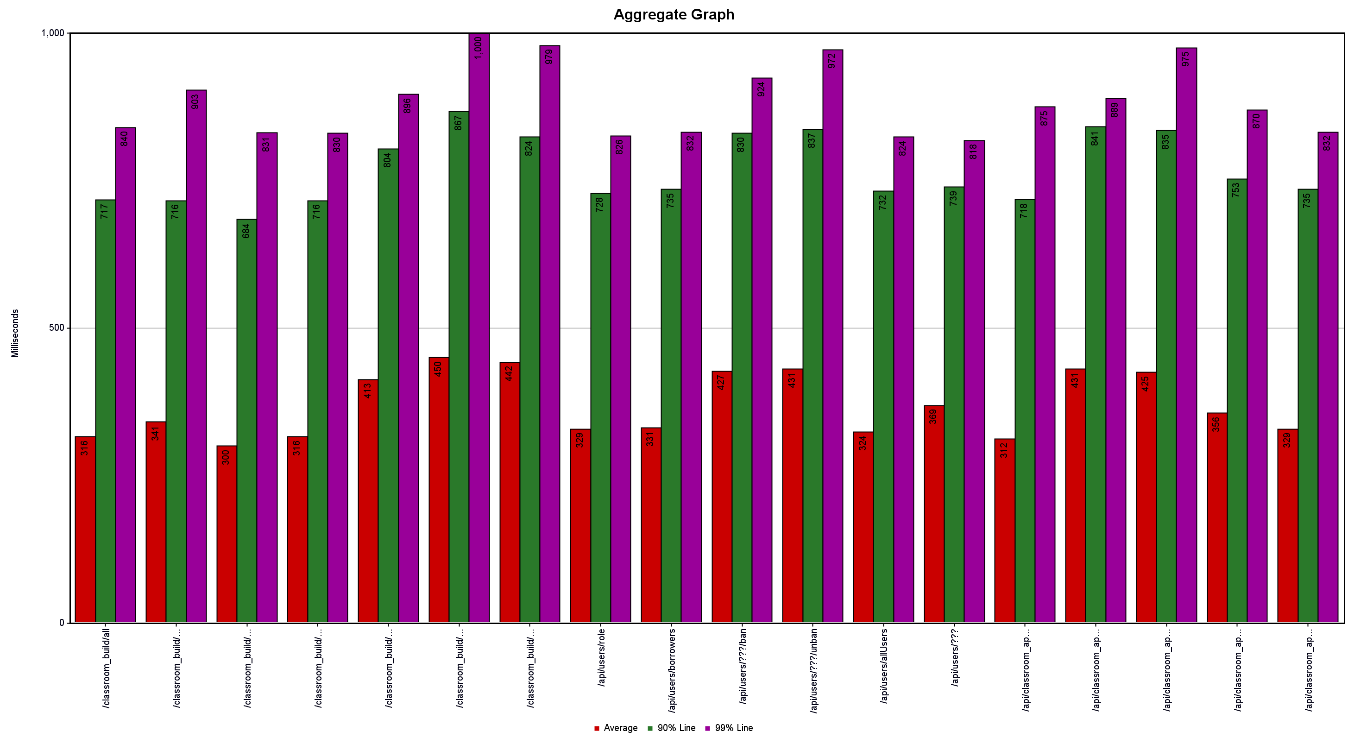 Aggregate Graph
1,000
500
0
Milliseconds
316 717 840
341 716 903
300 684 831
316 716 830
413 804 896
450 867 1,000
442 824 979
329 728 826
331 735 832
427 830 924
431 837 972
324 732 824
369 739 818
312 718 875
431 841 889
425 835 975
356 753 870
329 735 832
/classroom_build/all
/classroom_build/...
/classroom_build/...
/classroom_build/...
/classroom_build/...
/classroom_build/...
/classroom_build/...
/api/users/role
/api/users/borrowers
/api/users/???/ban
/api/users/???/unban
/api/users/allUsers
/api/users/???
/api/classroom_ap...
/api/classroom_ap...
/api/classroom_ap...
/api/classroom_ap...
/api/classroom_ap...
Average 90% Line 99% Line